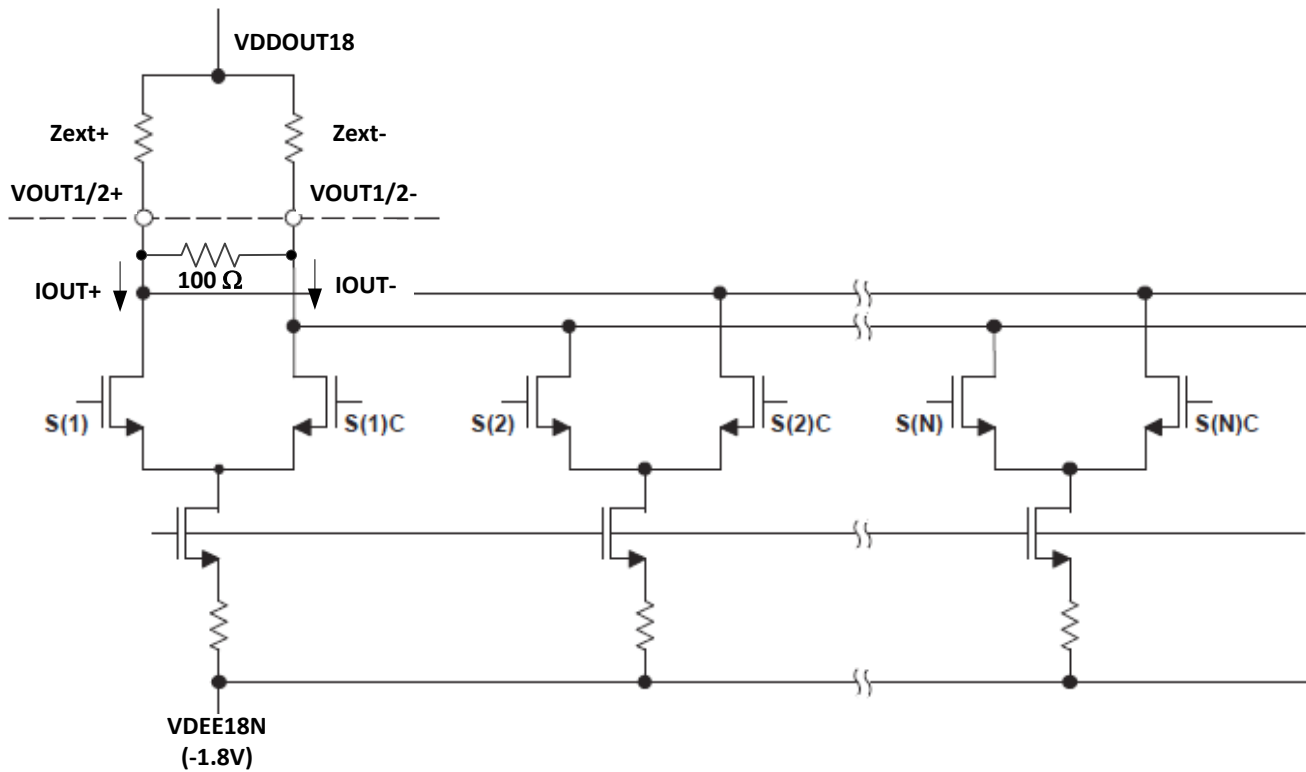 VDDOUT18
Zext+
Zext-
VOUT1/2+
VOUT1/2-
100 Ω
IOUT+
IOUT-
S(1)
S(1)C
S(2)
S(2)C
S(N)
S(N)C
VDEE18N
(-1.8V)